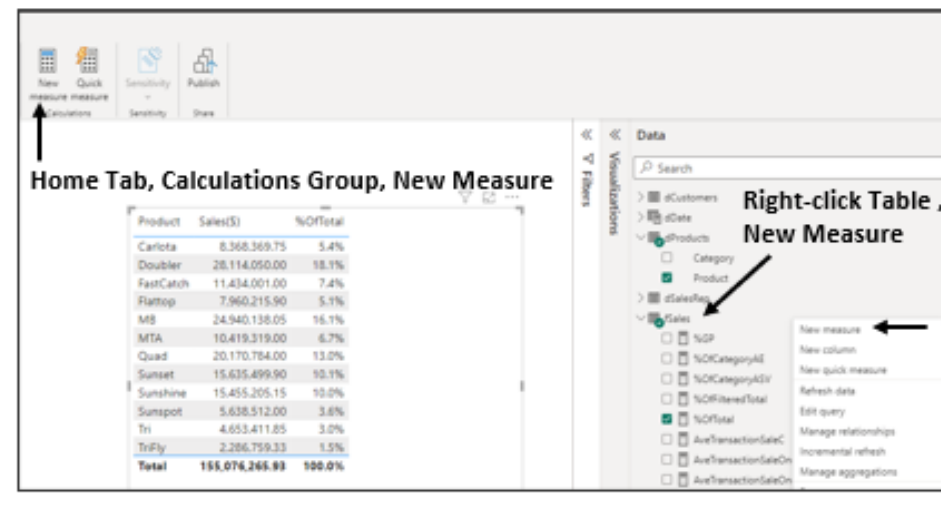 New measure
Quick measure
Sensitivity
Publish
Calculations
Sensitivity
Share
Home Tab, Calculations Group, New Measure
Product Sales($) %OfTotal
Carlota 8,368,369.75 5.4%
Doubler 28,114,050.00 18.1%
FastCatch 11,434,001.00 7.4%
Flattop 7,960,215.90 5.1%
MB 24,940,138.05 16.1%
MTA 10,419,319.00 6.7%
Quad 20,170,784.00 13.0%
Sunset 15,635,499.90 10.1%
Sunshine 15,455,205.15 10.0%
Sunspot 5,638,512.00 3.6%
Tri 4,653,411.85 3.0%
TriFly 2,286,759.33 1.5%
Total 155,076,265.93 100.0%
Filters
Visualizations
Data
Search
dCustomers
dDate
dProducts
Category
Product
dSalesRep
fSales
%GP
%OfCategoryAE
%OfCategoryASV
%OfFilteredTotal
%OfTotal
AveTransactionSaleC
AveTransactionSaleOn
AveTransactionSaleOn
Right-click Table,
New Measure
New measure
New column
New quick measure
Refresh data
Edit query
Manage relationships
Incremental refresh
Manage aggregations